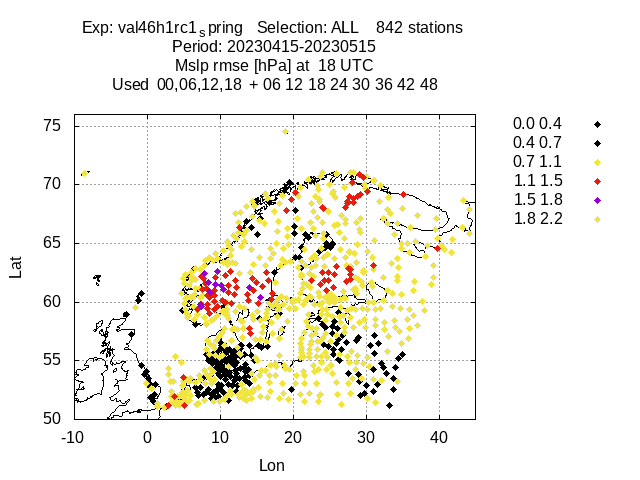 Exp: val46h1rc1spring   Selection: ALL    842 stations
Period: 20230415-20230515
Mslp rmse [hPa] at  18 UTC
Used  00,06,12,18  + 06 12 18 24 30 36 42 48
0.0 0.4
0.4 0.7
0.7 1.1
1.1 1.5
1.5 1.8
1.8 2.2
75
70
65
60
55
50
Lat
-10 0 10 20 30 40
Lon